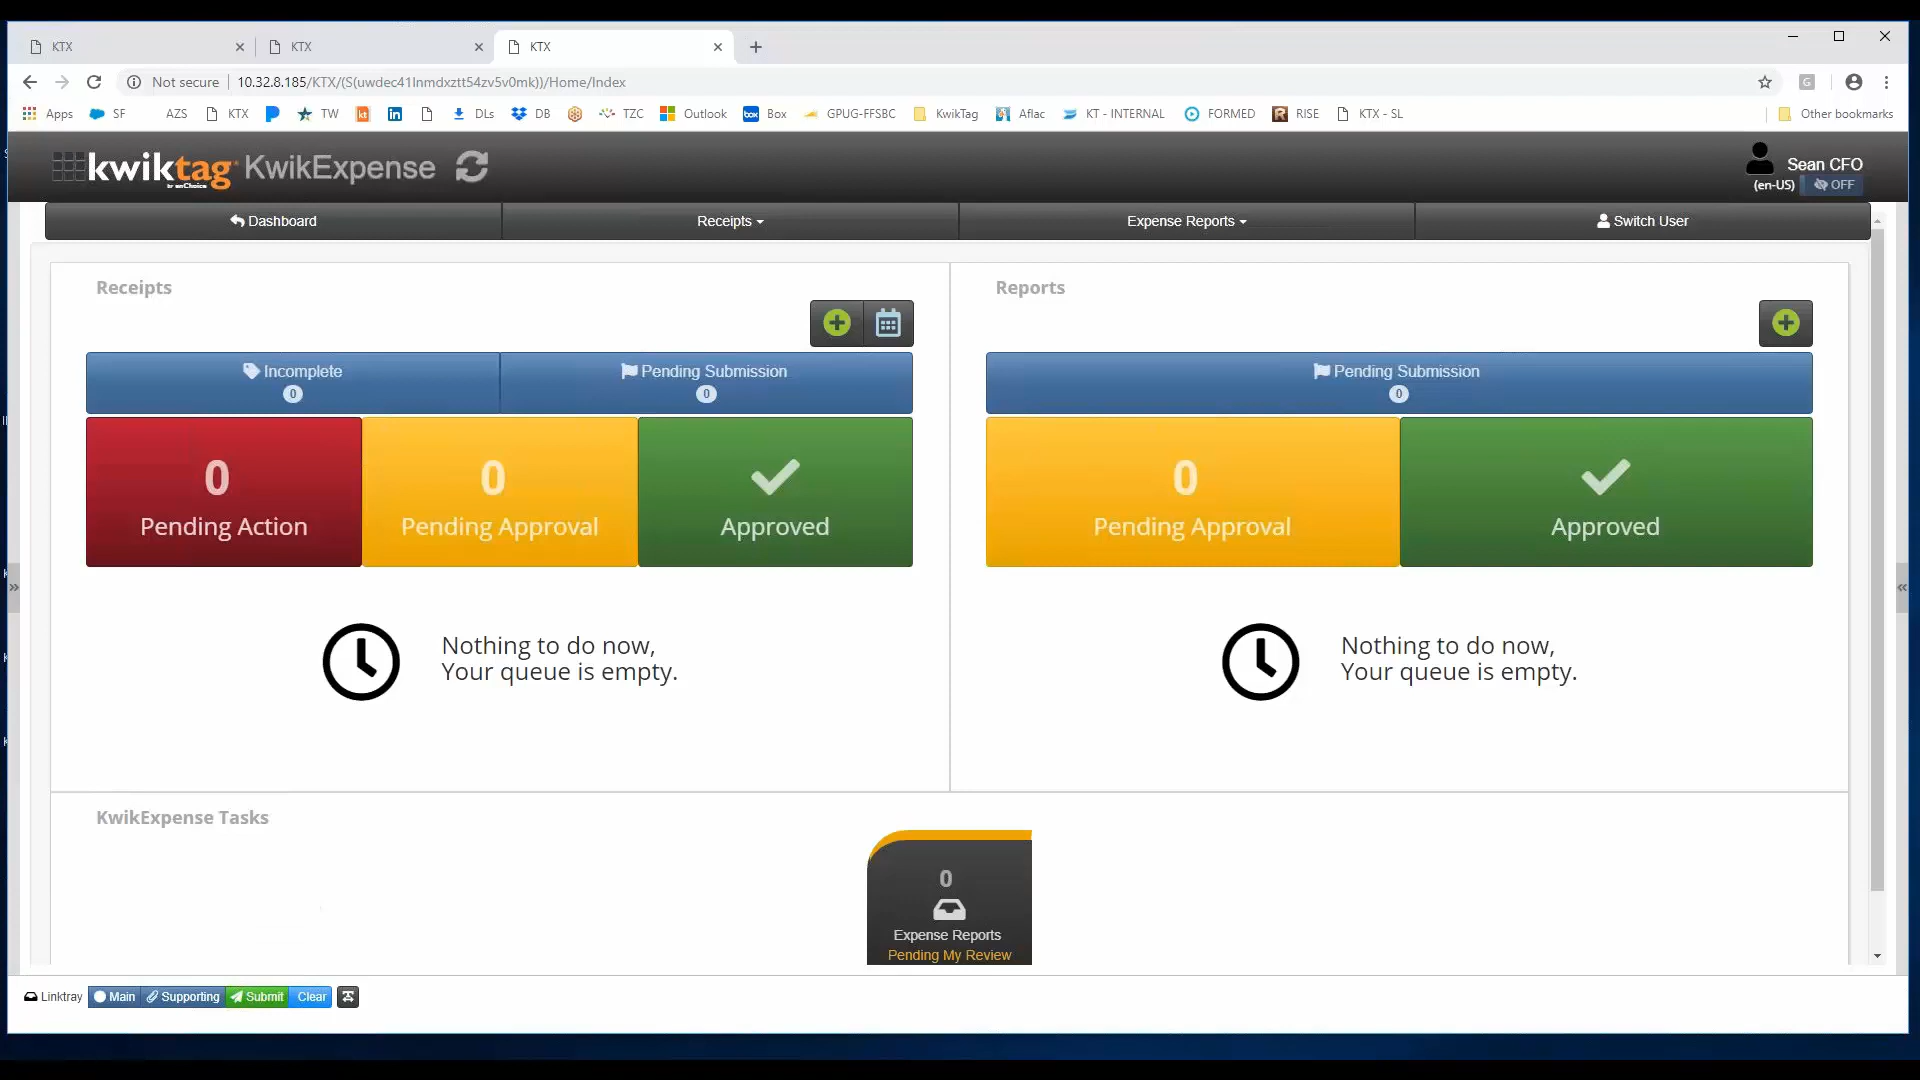 KTX
KTX
KTX
Not secure
10.32.8.185/KTX/(S(uwdec41lnmdxztt54zv5v0mk))/Home/Index
Apps
SF
AZS
KTX
TW
kt
in
DLs
DB
TZC
Outlook
box
Box
GPUG-FFSBC
KwikTag
Aflac
KT - INTERNAL
FORMED
R
RISE
KTX - SL
Other bookmarks
kwiktag
by enChoice
KwikExpense
Sean CFO
(en-US)
OFF
Dashboard
Receipts
Expense Reports
Switch User
Receipts
Reports
Incomplete
0
Pending Submission
0
Pending Submission
0
0
Pending Action
0
Pending Approval
Approved
0
Pending Approval
Approved
Nothing to do now,
Your queue is empty.
Nothing to do now,
Your queue is empty.
KwikExpense Tasks
0
Expense Reports
Pending My Review
Linktray
Main
Supporting
Submit
Clear